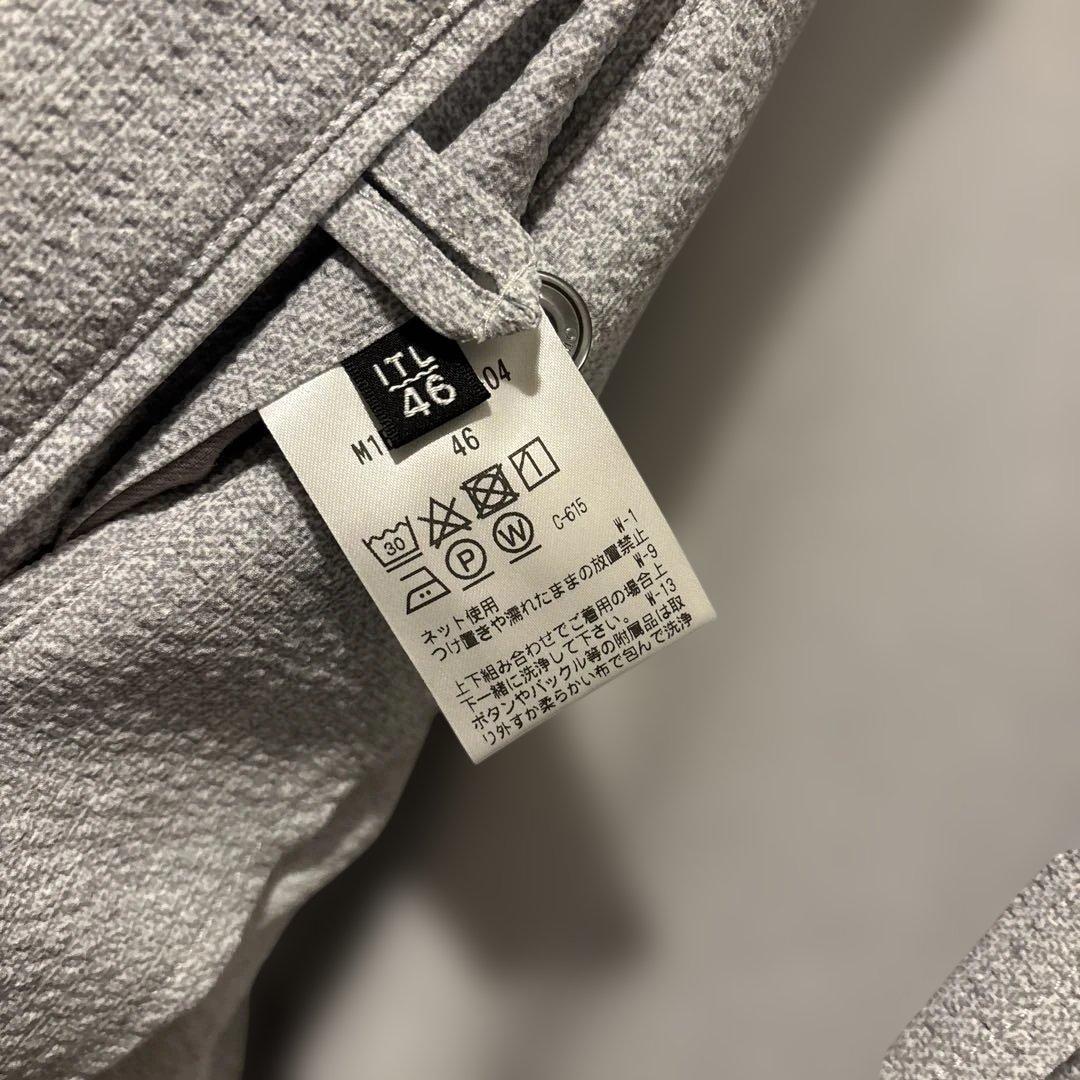 ITL
46
M1
04
46
30
P
W
C-615
W-1
ネット使用
つけ置きや濡れたままの放置禁止
W-9
上下組み合わせでご着用の場合上
下一緒に洗浄して下さい。
W-13
ボタンやバックル等の附属品は取
り外すか柔らかい布で包んで洗浄